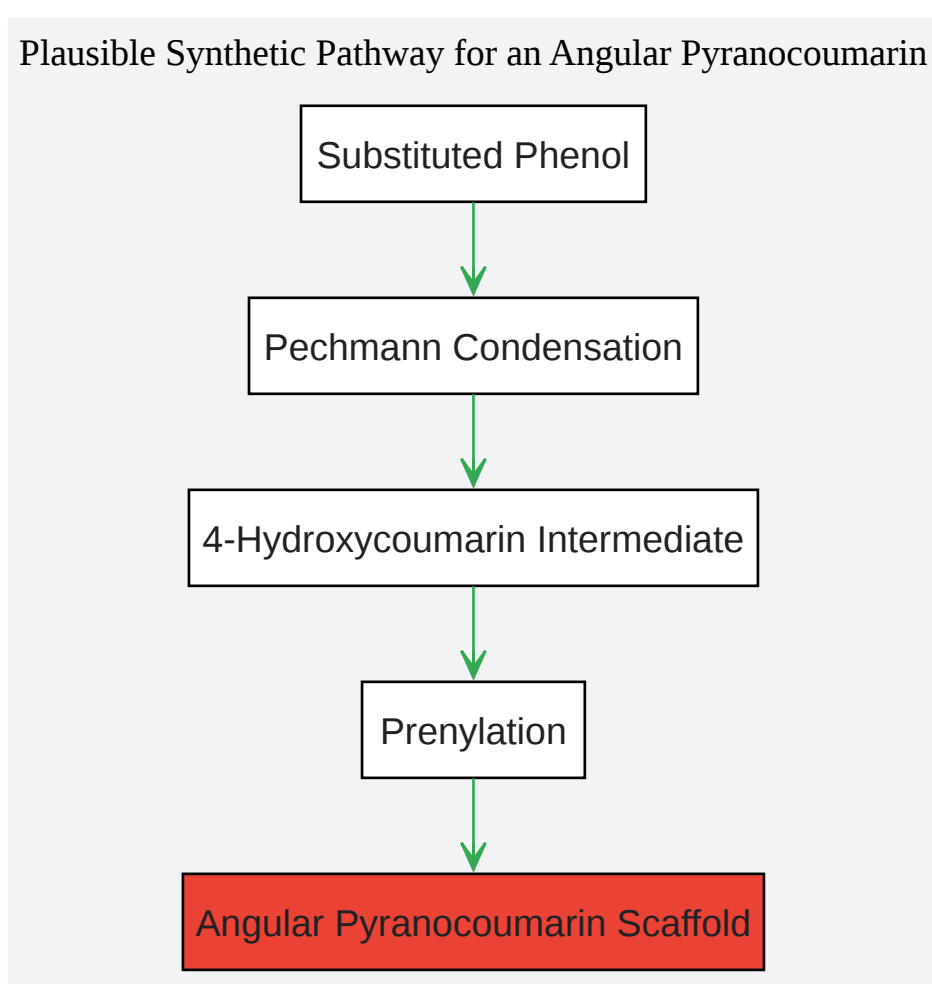 Plausible Synthetic Pathway for an Angular Pyranocoumarin
Substituted Phenol
Pechmann Condensation
4-Hydroxycoumarin Intermediate
Prenylation
Angular Pyranocoumarin Scaffold